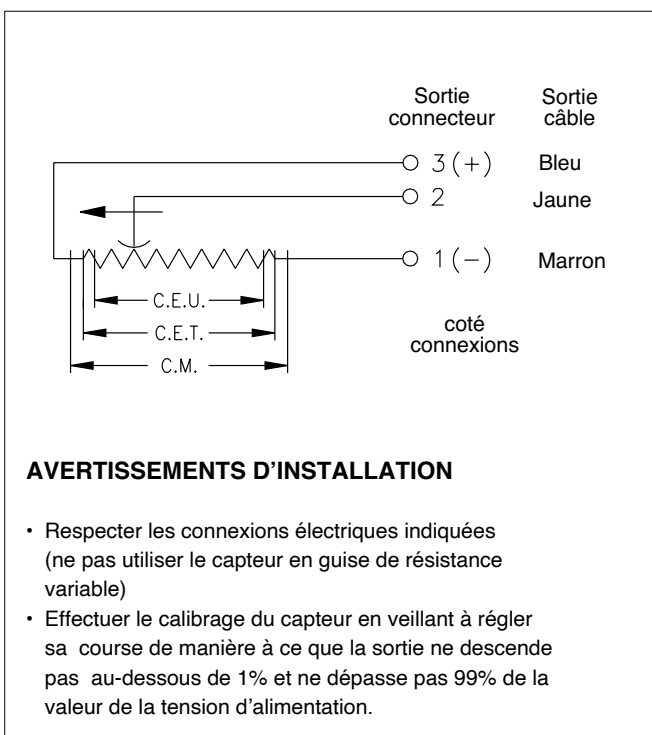 Sortie connecteur
Sortie câble
3 (+) Bleu
2 Jaune
1 (−) Marron
C.E.U.
C.E.T.
C.M.
coté connexions
AVERTISSEMENTS D'INSTALLATION
• Respecter les connexions électriques indiquées
(ne pas utiliser le capteur en guise de résistance
variable)
• Effectuer le calibrage du capteur en veillant à régler
sa course de manière à ce que la sortie ne descende
pas au-dessous de 1% et ne dépasse pas 99% de la
valeur de la tension d'alimentation.